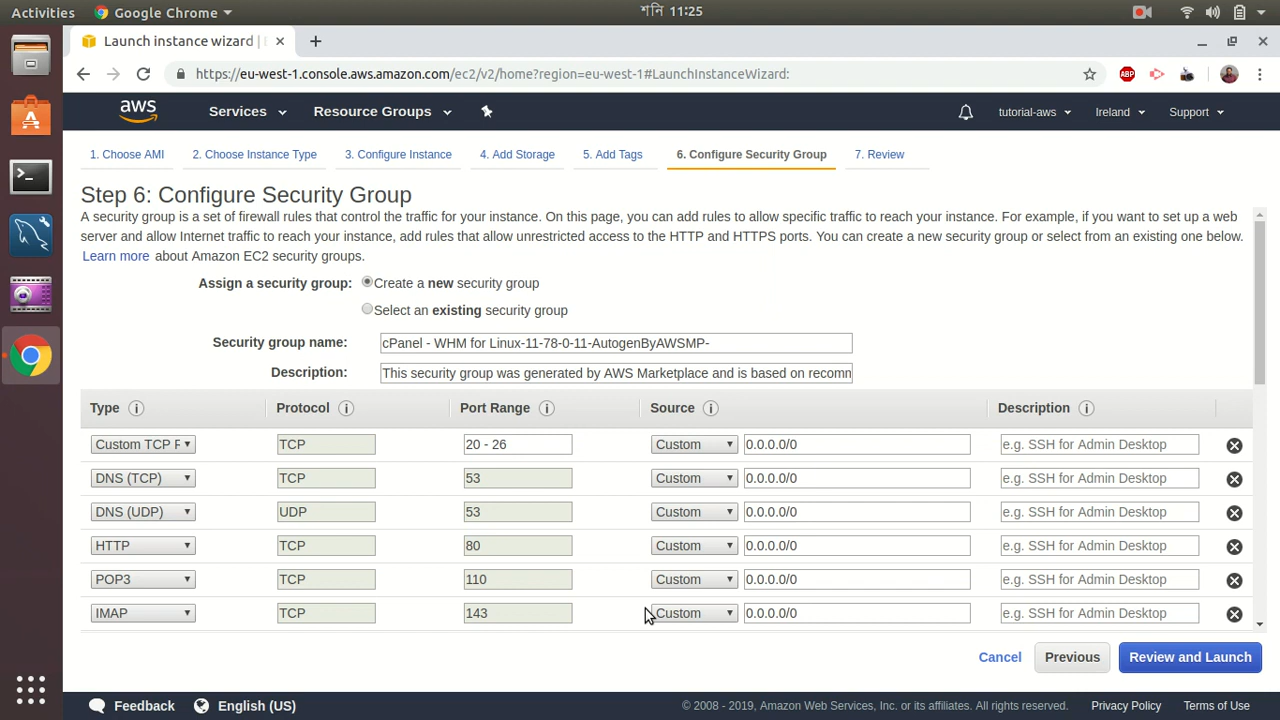 Activities Google Chrome শনি 11:25
Launch instance wizard |
https://eu-west-1.console.aws.amazon.com/ec2/v2/home?region=eu-west-1#LaunchInstanceWizard:
ABP
aws Services Resource Groups tutorial-aws Ireland Support
1. Choose AMI 2. Choose Instance Type 3. Configure Instance 4. Add Storage 5. Add Tags 6. Configure Security Group 7. Review
Step 6: Configure Security Group
A security group is a set of firewall rules that control the traffic for your instance. On this page, you can add rules to allow specific traffic to reach your instance. For example, if you want to set up a web
server and allow Internet traffic to reach your instance, add rules that allow unrestricted access to the HTTP and HTTPS ports. You can create a new security group or select from an existing one below.
Learn more about Amazon EC2 security groups.
Assign a security group: Create a new security group
Select an existing security group
Security group name: cPanel - WHM for Linux-11-78-0-11-AutogenByAWSMP-
Description: This security group was generated by AWS Marketplace and is based on recomn
Type Protocol Port Range Source Description
Custom TCP F TCP 20 - 26 Custom 0.0.0.0/0 e.g. SSH for Admin Desktop
DNS (TCP) TCP 53 Custom 0.0.0.0/0 e.g. SSH for Admin Desktop
DNS (UDP) UDP 53 Custom 0.0.0.0/0 e.g. SSH for Admin Desktop
HTTP TCP 80 Custom 0.0.0.0/0 e.g. SSH for Admin Desktop
POP3 TCP 110 Custom 0.0.0.0/0 e.g. SSH for Admin Desktop
IMAP TCP 143 Custom 0.0.0.0/0 e.g. SSH for Admin Desktop
Cancel Previous Review and Launch
Feedback English (US) © 2008 - 2019, Amazon Web Services, Inc. or its affiliates. All rights reserved. Privacy Policy Terms of Use